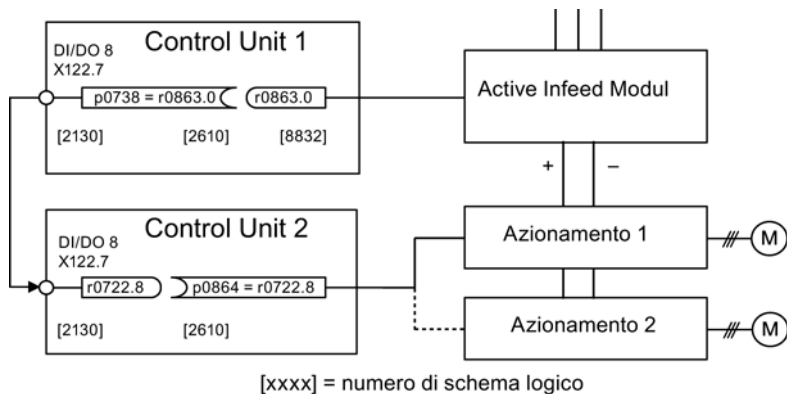 Control Unit 1
DI/DO 8
X122.7
p0738 = r0863.0
r0863.0
[2130]
[2610]
[8832]
Active Infeed Modul
+
–
Control Unit 2
DI/DO 8
X122.7
r0722.8
p0864 = r0722.8
[2130]
[2610]
Azionamento 1
M
Azionamento 2
M
[xxxx] = numero di schema logico